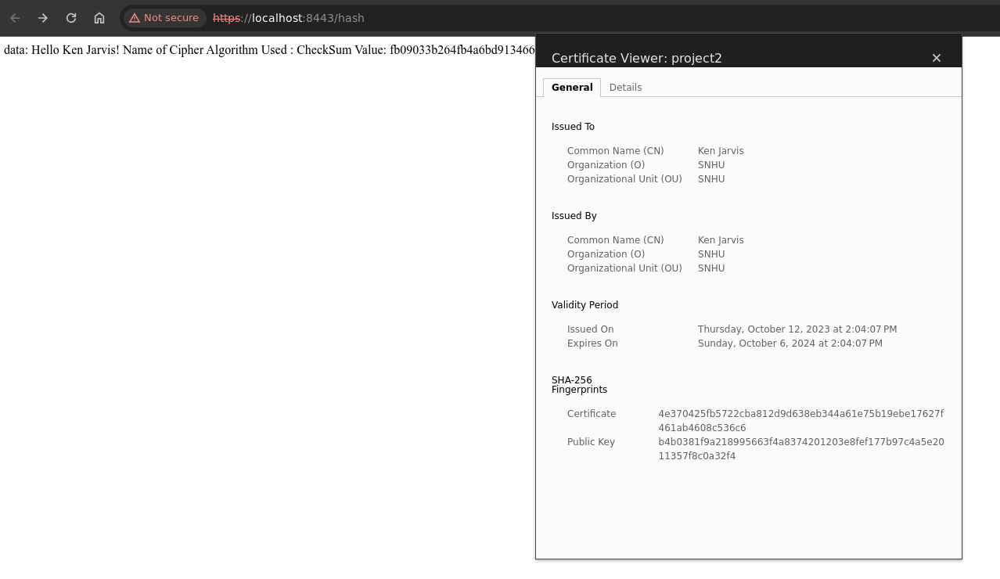 Not secure https://localhost:8443/hash
data: Hello Ken Jarvis! Name of Cipher Algorithm Used : CheckSum Value: fb09033b264fb4a6bd913466
Certificate Viewer: project2
General Details
Issued To
Common Name (CN) Ken Jarvis
Organization (O) SNHU
Organizational Unit (OU) SNHU
Issued By
Common Name (CN) Ken Jarvis
Organization (O) SNHU
Organizational Unit (OU) SNHU
Validity Period
Issued On Thursday, October 12, 2023 at 2:04:07 PM
Expires On Sunday, October 6, 2024 at 2:04:07 PM
SHA-256
Fingerprints
Certificate 4e370425fb5722cba812d9d638eb344a61e75b19ebe17627f
461ab4608c536c6
Public Key b4b0381f9a218995663f4a8374201203e8fef177b97c4a5e20
11357f8c0a32f4